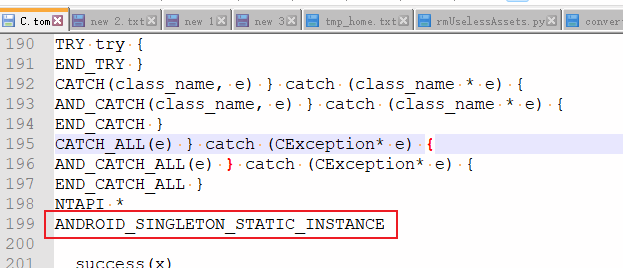 C.tom new 2.txt new 1 new 3 tmp_home.txt rmUselessAssets.py conver
190 TRY try {
191 END_TRY }
192 CATCH(class_name, e) } catch (class_name * e) {
193 AND_CATCH(class_name, e) } catch (class_name * e) {
194 END_CATCH }
195 CATCH_ALL(e) } catch (CException* e) {
196 AND_CATCH_ALL(e) } catch (CException* e) {
197 END_CATCH_ALL }
198 NTAPI *
199 ANDROID_SINGLETON_STATIC_INSTANCE
200
201 success(x)